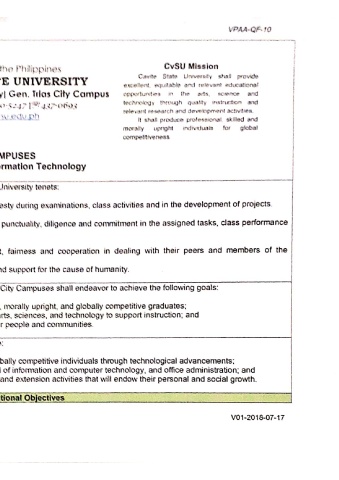 VPAA-QF-10
the Philippines
CvSU Mission
TE UNIVERSITY
Cavite State University shall provide
y| Gen. Trias City Campus
excellent, equitable and relevant educational
opportunities in the arts, science and
technology through quality instruction and
relevant research and development activities.
It shall produce professional, skilled and
morally upright individuals for global
competitiveness.
MPUSES
ormation Technology
University tenets:
esty during examinations, class activities and in the development of projects.
punctuality, diligence and commitment in the assigned tasks, class performance
t, fairness and cooperation in dealing with their peers and members of the
nd support for the cause of humanity.
City Campuses shall endeavor to achieve the following goals:
, morally upright, and globally competitive graduates;
arts, sciences, and technology to support instruction; and
r people and communities.
bally competitive individuals through technological advancements;
l of information and computer technology, and office administration; and
and extension activities that will endow their personal and social growth.
tional Objectives
V01-2018-07-17